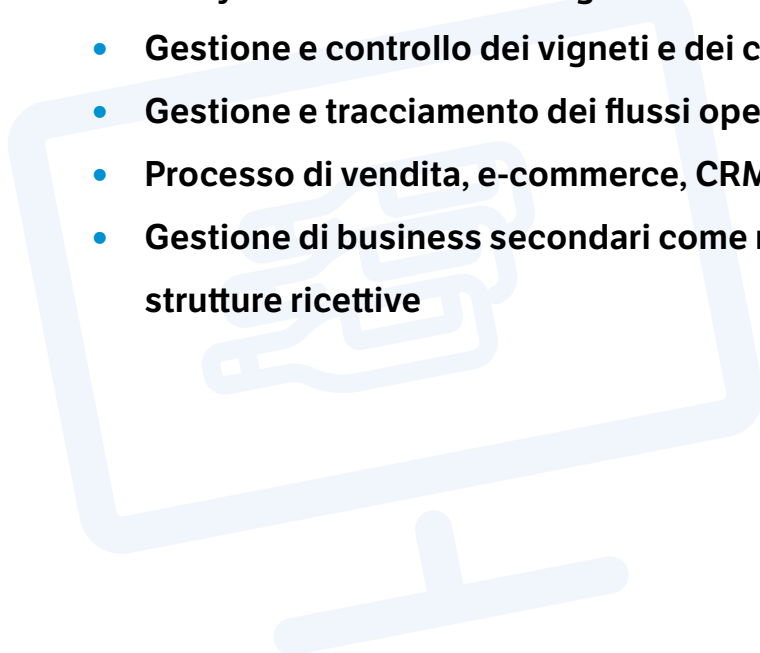 Gestione e controllo dei vigneti e dei
Gestione e tracciamento dei flussi
Processo di vendita, e-commerce, CRM
Gestione di business secondari come
strutture ricettive